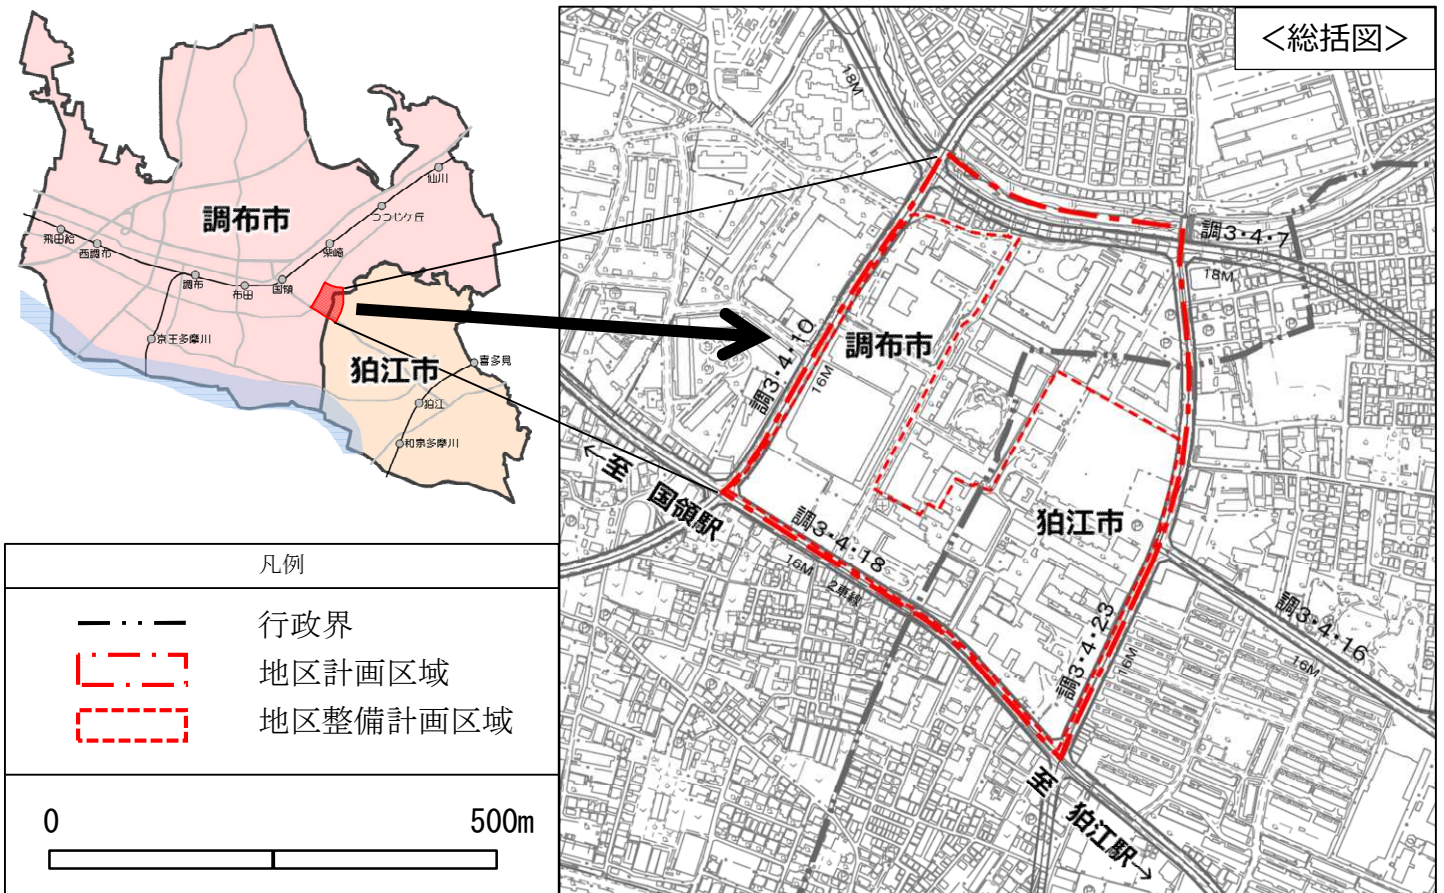 調布市
仙川
つつじケ丘
柴崎
飛田給
西調布
調布
布田
国領
京王多摩川
狛江市
喜多見
狛江
和泉多摩川
凡例
行政界
地区計画区域
地区整備計画区域
0 500m
<総括図>
18M
調3・4・7
18M
調布市
調3・4・10
16M
←至 国領駅
狛江市
調3・4・18
16M 2車線
調3・4・23
16M
調3・4・16
16M
至 狛江駅→